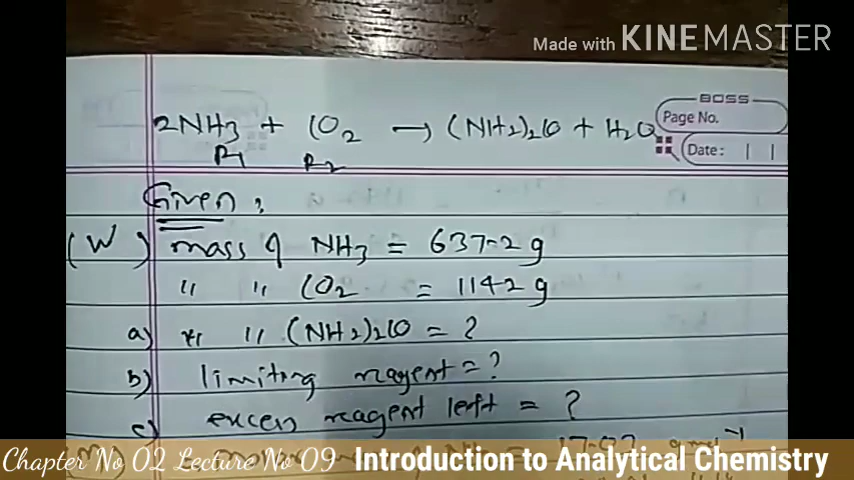 Made with KINEMASTER
BOSS
Page No.
Date:
2NH3 + CO2 → (NH2)2CO + H2O
R1 R2
Given:
(W) mass of NH3 = 637.2 g
" " CO2 = 1142 g
a) " " (NH2)2CO = ?
b) limiting reagent = ?
c) excess reagent left = ?
Chapter No 02 Lecture No 09 Introduction to Analytical Chemistry